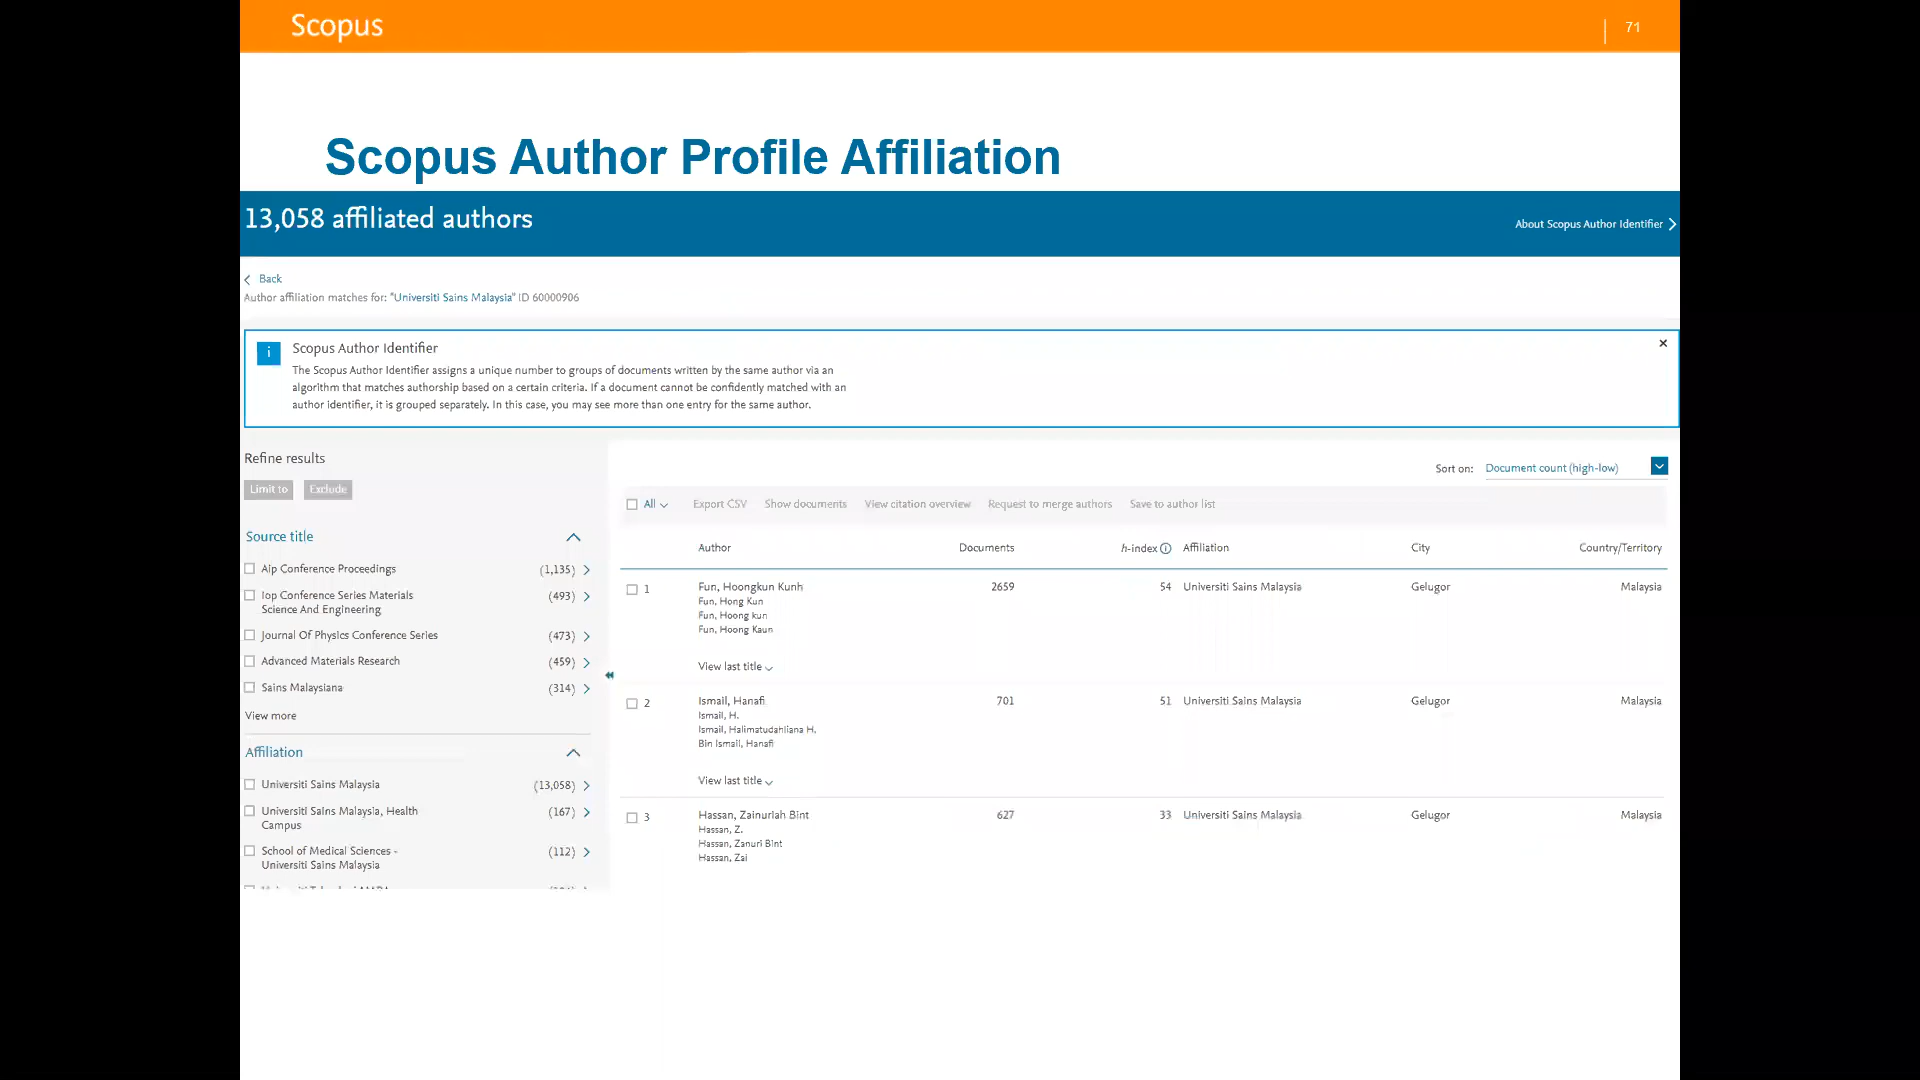 Scopus
71
Scopus Author Profile Affiliation
13,058 affiliated authors
About Scopus Author Identifier
Back
Author affiliation matches for: "Universiti Sains Malaysia" ID 60000906
i
Scopus Author Identifier
The Scopus Author Identifier assigns a unique number to groups of documents written by the same author via an
algorithm that matches authorship based on a certain criteria. If a document cannot be confidently matched with an
author identifier, it is grouped separately. In this case, you may see more than one entry for the same author.
Refine results
Limit to Exclude
Source title
Aip Conference Proceedings (1,135)
Iop Conference Series Materials (493)
Science And Engineering
Journal Of Physics Conference Series (473)
Advanced Materials Research (459)
Sains Malaysiana (314)
View more
Affiliation
Universiti Sains Malaysia (13,058)
Universiti Sains Malaysia, Health (167)
Campus
School of Medical Sciences - (112)
Universiti Sains Malaysia
Sort on: Document count (high-low)
All Export CSV Show documents View citation overview Request to merge authors Save to author list
Author Documents h-index Affiliation City Country/Territory
1 Fun, Hoongkun Kunh 2659 54 Universiti Sains Malaysia Gelugor Malaysia
Fun, Hong Kun
Fun, Hoong kun
Fun, Hoong Kaun
View last title
2 Ismail, Hanafi 701 51 Universiti Sains Malaysia Gelugor Malaysia
Ismail, H.
Ismail, Halimatudahliana H.
Bin Ismail, Hanafi
View last title
3 Hassan, Zainuriah Bint 627 33 Universiti Sains Malaysia Gelugor Malaysia
Hassan, Z.
Hassan, Zanuri Bint
Hassan, Zai